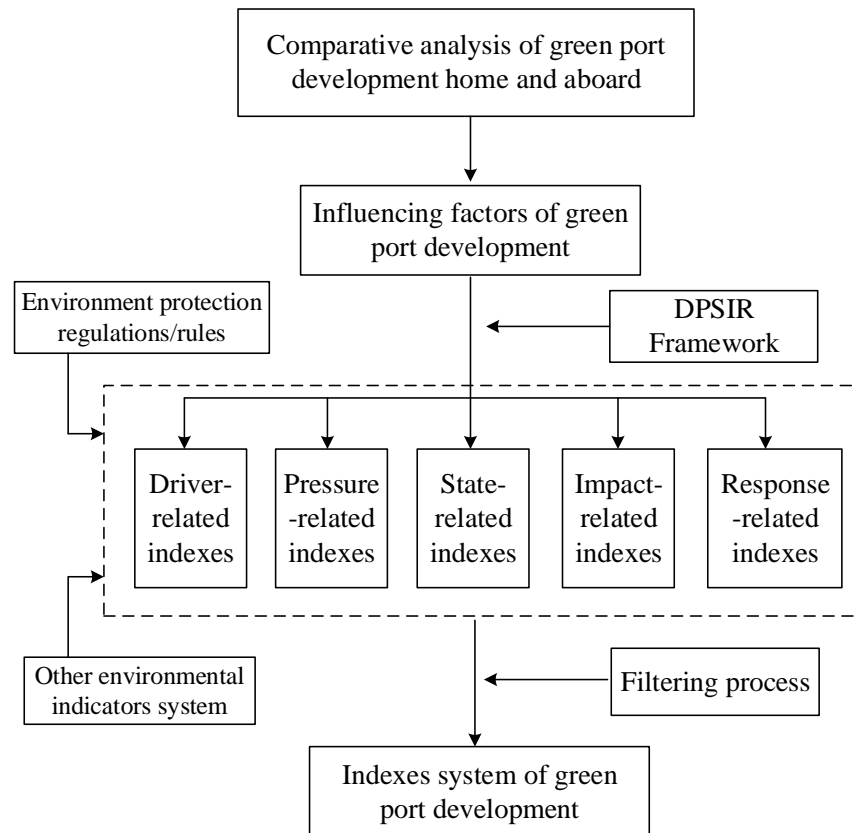 Comparative analysis of green port
development home and aboard
Influencing factors of green
port development
Environment protection
regulations/rules
DPSIR
Framework
Driver-
related
indexes
Pressure
-related
indexes
State-
related
indexes
Impact-
related
indexes
Response
-related
indexes
Other environmental
indicators system
Filtering process
Indexes system of green
port development